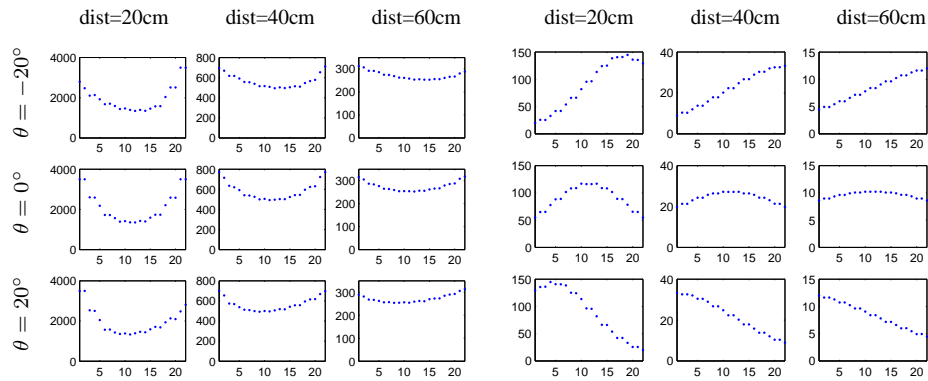 dist=20cm dist=40cm dist=60cm dist=20cm dist=40cm dist=60cm
θ = −20°
4000 2000 0 5 10 15 20
800 600 400 200 0 5 10 15 20
300 200 100 0 5 10 15 20
150 100 50 0 5 10 15 20
40 20 0 5 10 15 20
15 10 5 0 5 10 15 20
θ = 0°
4000 2000 0 5 10 15 20
800 600 400 200 0 5 10 15 20
300 200 100 0 5 10 15 20
150 100 50 0 5 10 15 20
40 20 0 5 10 15 20
15 10 5 0 5 10 15 20
θ = 20°
4000 2000 0 5 10 15 20
800 600 400 200 0 5 10 15 20
300 200 100 0 5 10 15 20
150 100 50 0 5 10 15 20
40 30 20 10 0 5 10 15 20
15 10 5 0 5 10 15 20